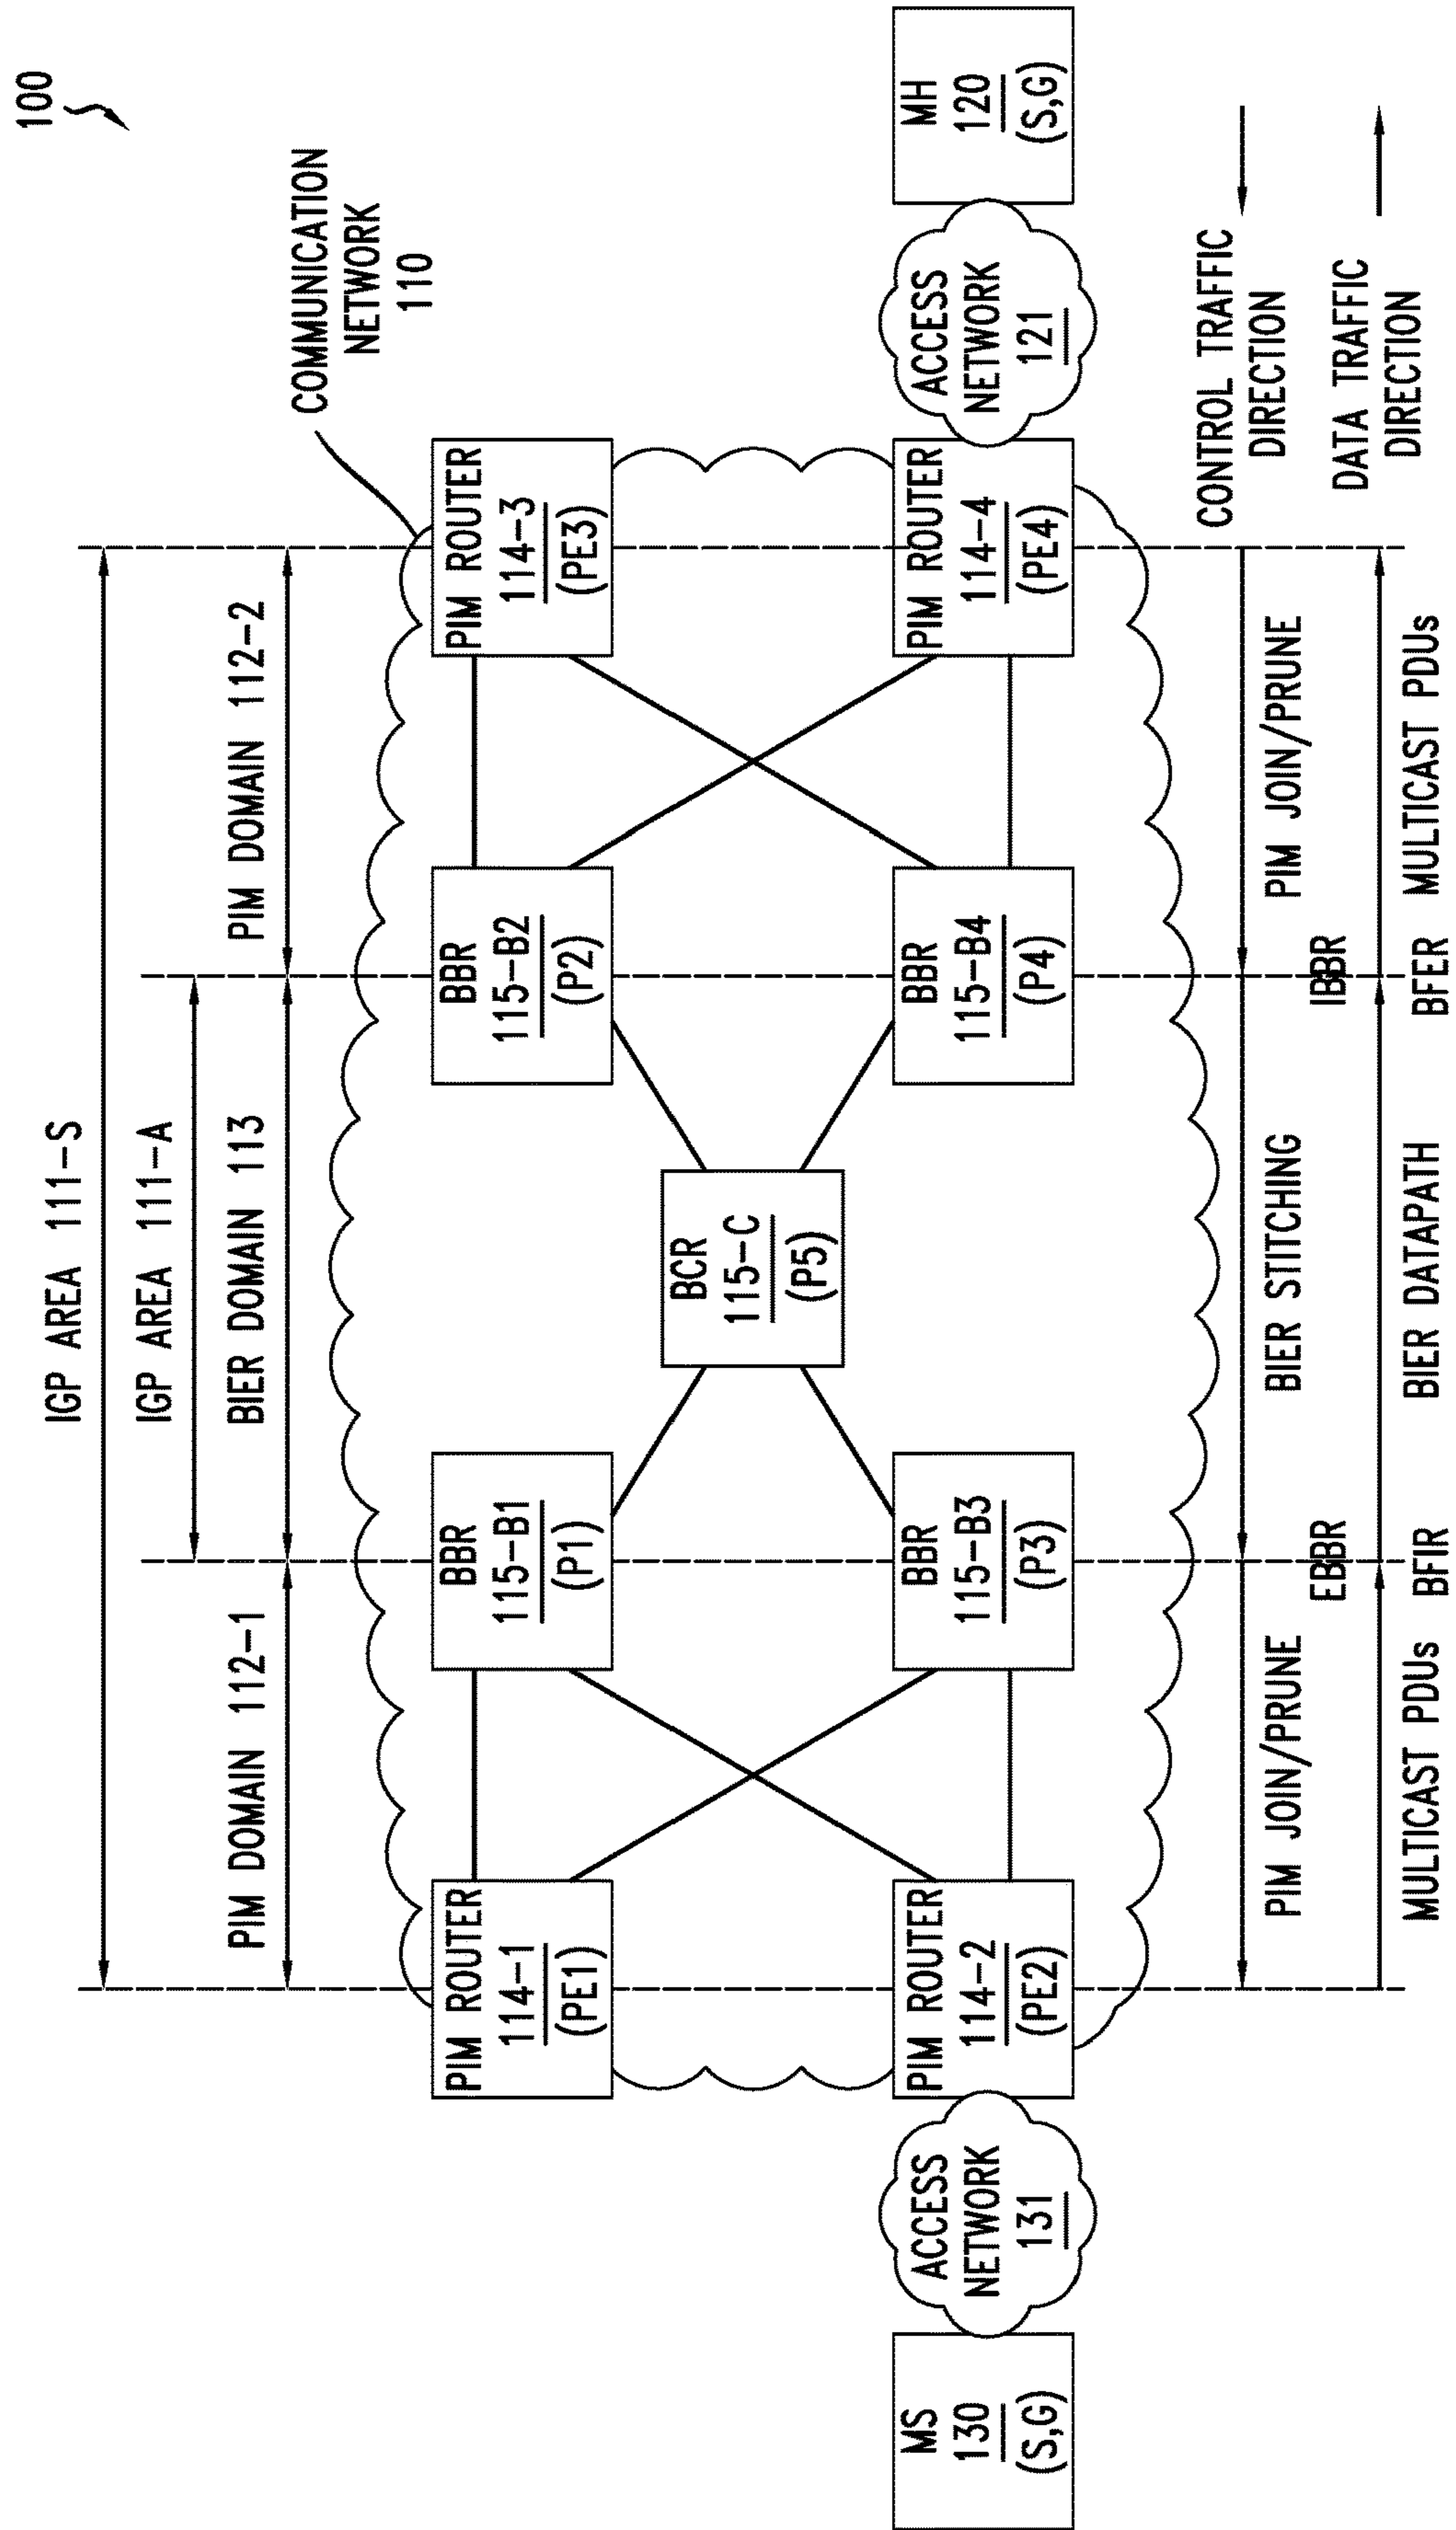 100
COMMUNICATION
NETWORK
110
IGP AREA 111-S
IGP AREA 111-A
PIM DOMAIN 112-1
BIER DOMAIN 113
PIM DOMAIN 112-2
PIM ROUTER
114-1
(PE1)
BBR
115-B1
(P1)
BBR
115-B2
(P2)
PIM ROUTER
114-3
(PE3)
BCR
115-C
(P5)
MS
130
(S,G)
ACCESS
NETWORK
131
PIM ROUTER
114-2
(PE2)
BBR
115-B3
(P3)
BBR
115-B4
(P4)
PIM ROUTER
114-4
(PE4)
ACCESS
NETWORK
121
MH
120
(S,G)
PIM JOIN/PRUNE
BIER STITCHING
PIM JOIN/PRUNE
CONTROL TRAFFIC
DIRECTION
EBBR
IBBR
DATA TRAFFIC
DIRECTION
MULTICAST PDUs
BFIR
BIER DATAPATH
BFER
MULTICAST PDUs